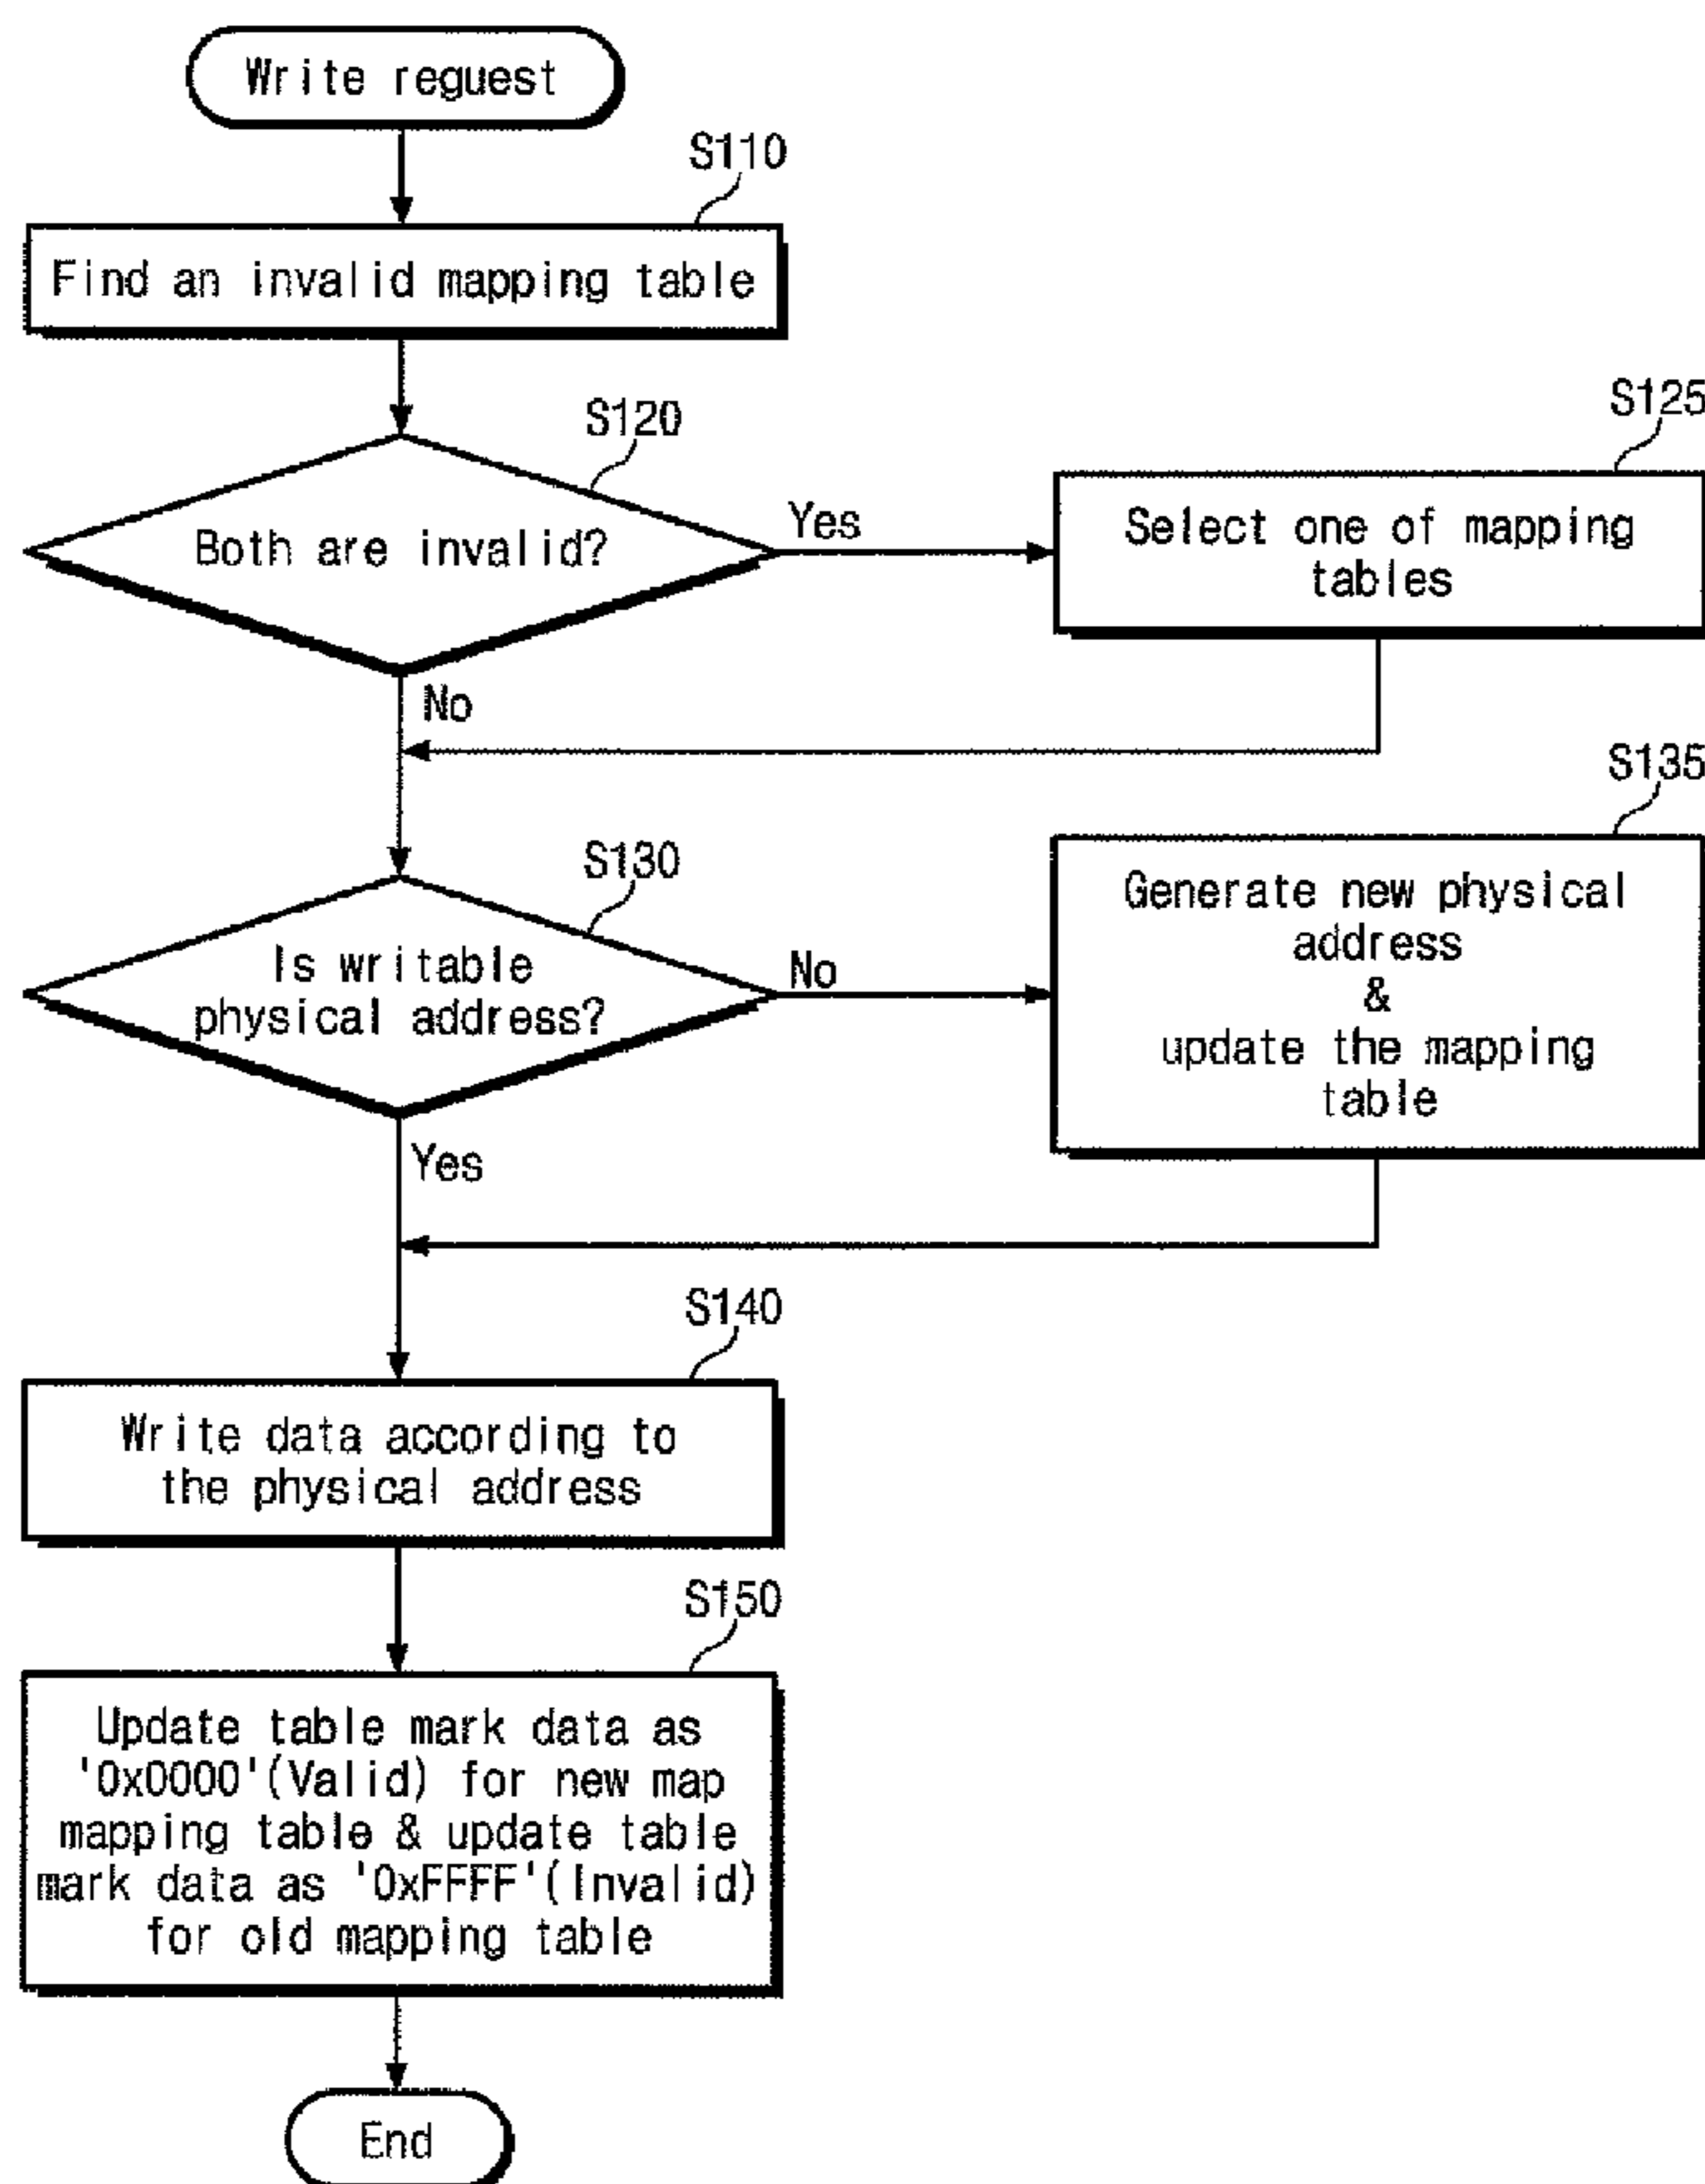 Write reguest
S110
Find an invalid mapping table
S120
Both are invalid?
Yes
S125
Select one of mapping
tables
No
S130
Is writable
physical address?
No
S135
Generate new physical
address
&
update the mapping
table
Yes
S140
Write data according to
the physical address
S150
Update table mark data as
'0x0000'(Valid) for new map
mapping table & update table
mark data as '0xFFFF'(Invalid)
for old mapping table
End